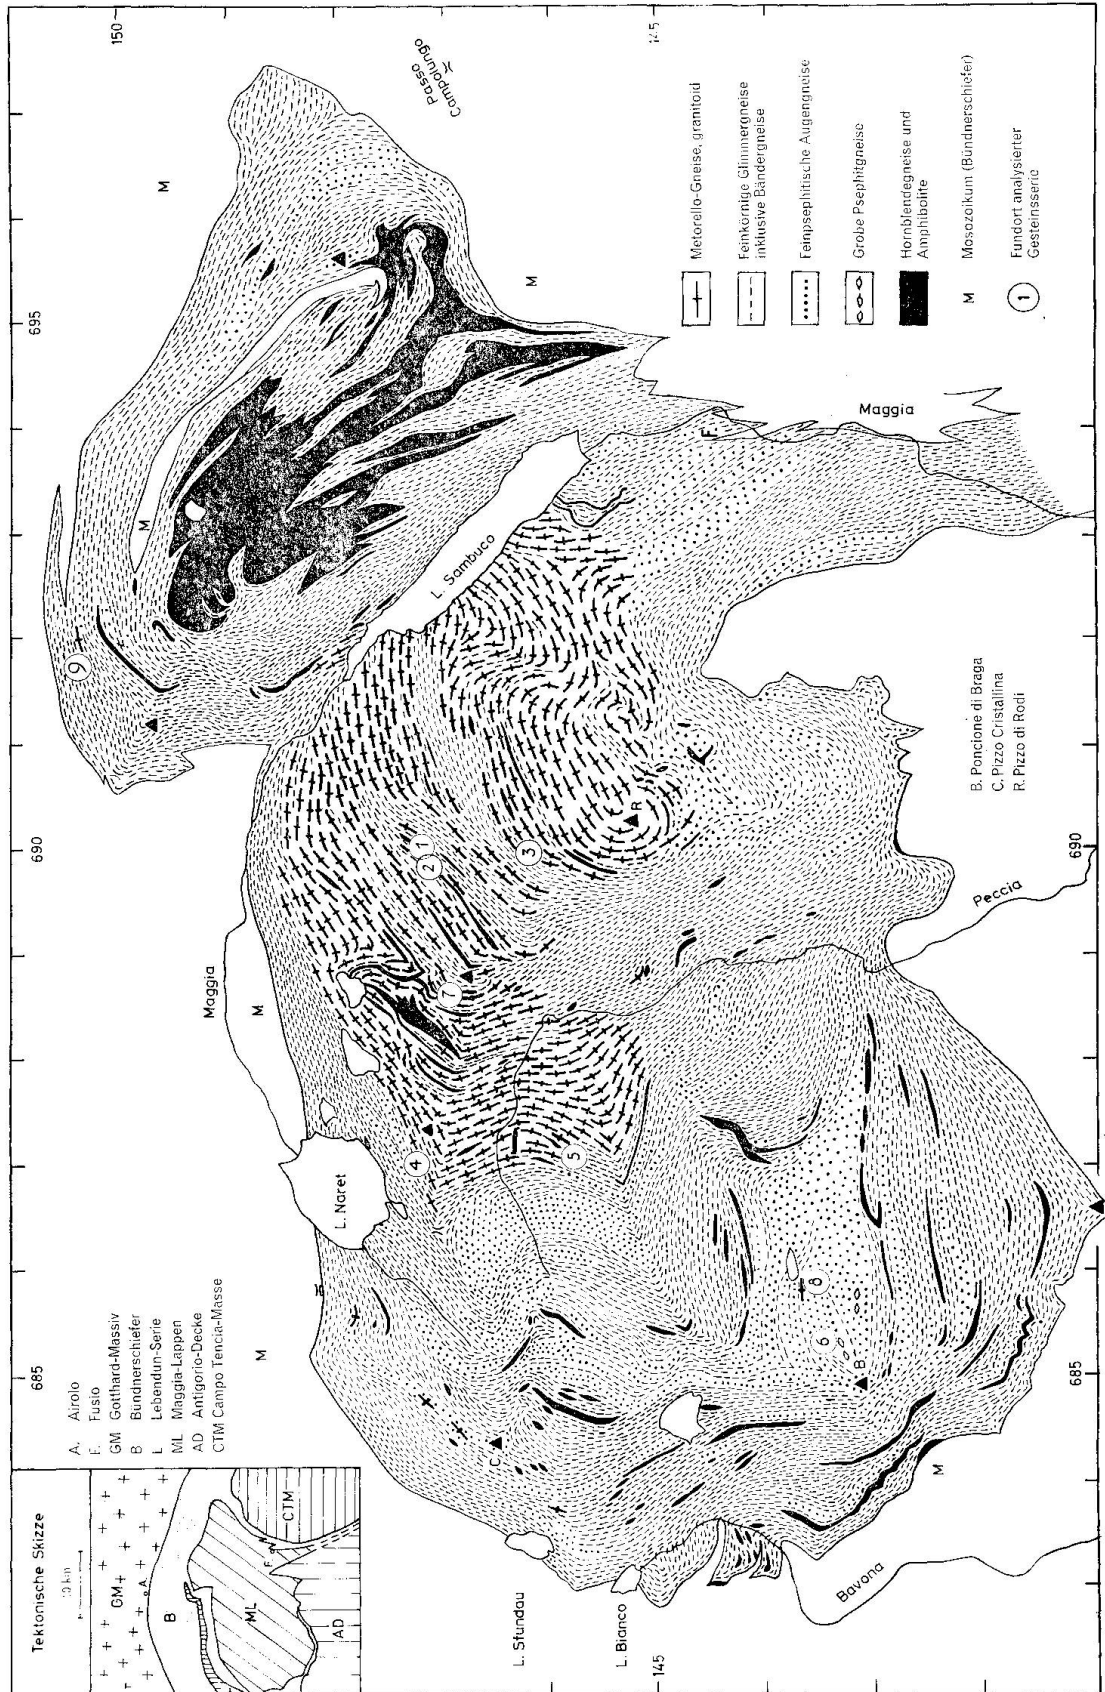 Tektonische Skizze
10 km
GM
A
B
ML
F
CTM
AD
A. Airolo
F. Fusio
GM Gotthard-Massiv
B Bündnerschiefer
L Lebendun-Serie
ML Maggia-Lappen
AD Antigorio-Decke
CTM Campo Tencia-Masse
685
690
695
150
145
M
M
M
M
M
M
Passo
Campolungo
Maggia
L. Naret
L. Sambuco
L. Sfundau
L. Bianco
Bavona
Peccia
Maggia
F
C
B
R
1
2
3
4
5
6
7
8
9
B. Poncione di Braga
C. Pizzo Cristallina
R. Pizzo di Rodi
Metorello-Gneise, granitoid
Feinkörnige Glimmergneise
inklusive Bändergneise
Feinpsephitische Augengneise
Grobe Psephitgneise
Hornblendegneise und
Amphibolite
M Mosozoikum (Bündnerschiefer)
1 Fundort analysierter
Gesteinsserie